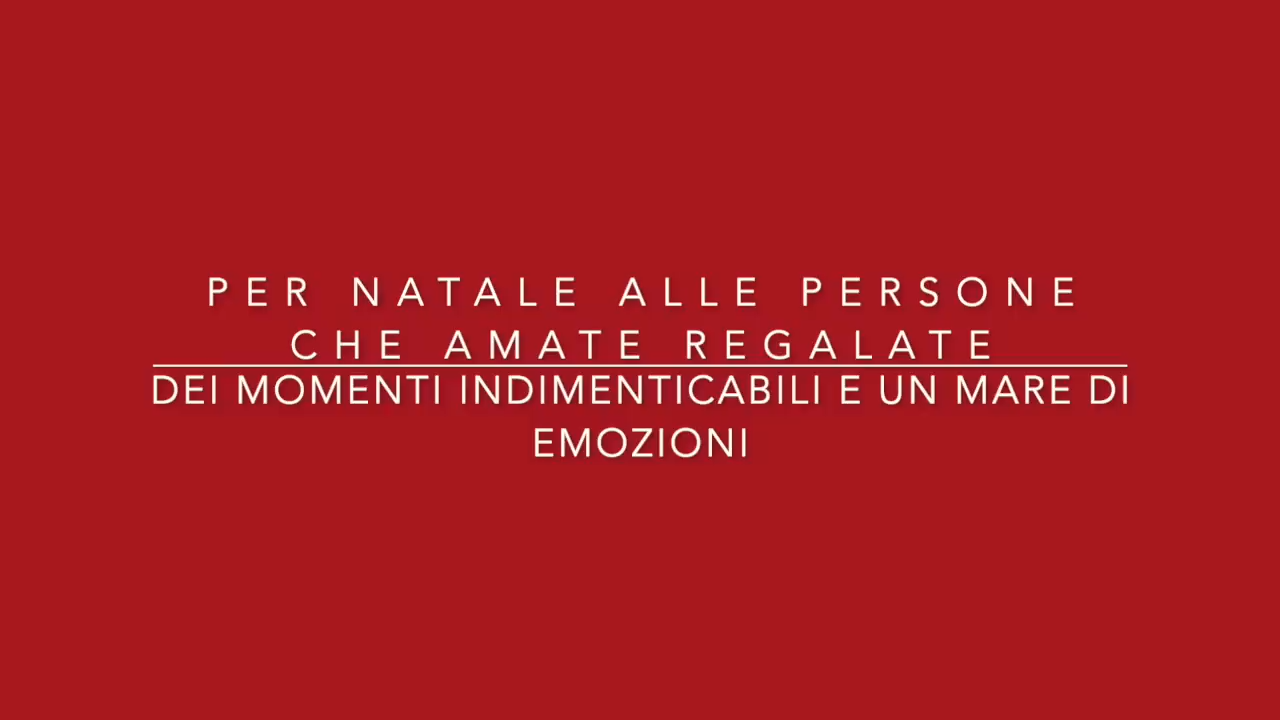 PER NATALE ALLE PERSONE
CHE AMATE REGALATE
DEI MOMENTI INDIMENTICABILI E UN MARE DI
EMOZIONI